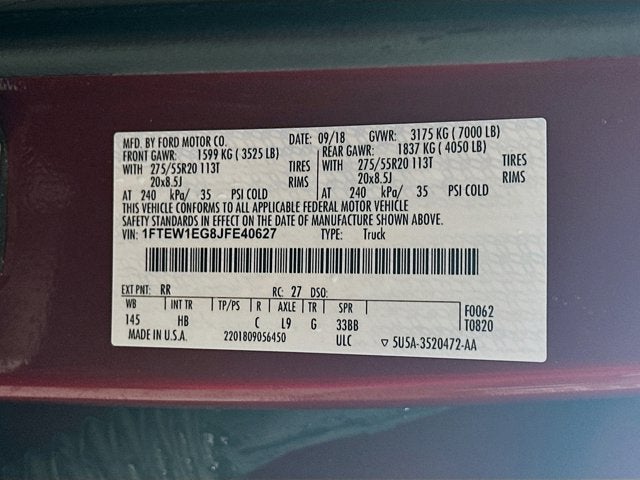 MFD. BY FORD MOTOR CO. DATE: 09/18 GVWR: 3175 KG ( 7000 LB)
FRONT GAWR: 1599 KG ( 3525 LB) REAR GAWR: 1837 KG ( 4050 LB)
WITH 275/55R20 113T TIRES WITH 275/55R20 113T TIRES
20x8.5J RIMS 20x8.5J RIMS
AT 240 kPa/ 35 PSI COLD AT 240 kPa/ 35 PSI COLD
THIS VEHICLE CONFORMS TO ALL APPLICABLE FEDERAL MOTOR VEHICLE
SAFETY STANDARDS IN EFFECT ON THE DATE OF MANUFACTURE SHOWN ABOVE.
VIN: 1FTEW1EG8JFE40627 TYPE: Truck
EXT PNT: RR RC: 27 DSO:
WB INT TR TP/PS R AXLE TR SPR F0062
145 HB C L9 G 33BB T0820
MADE IN U.S.A. 2201809056450 ULC ▽ 5U5A-3520472-AA